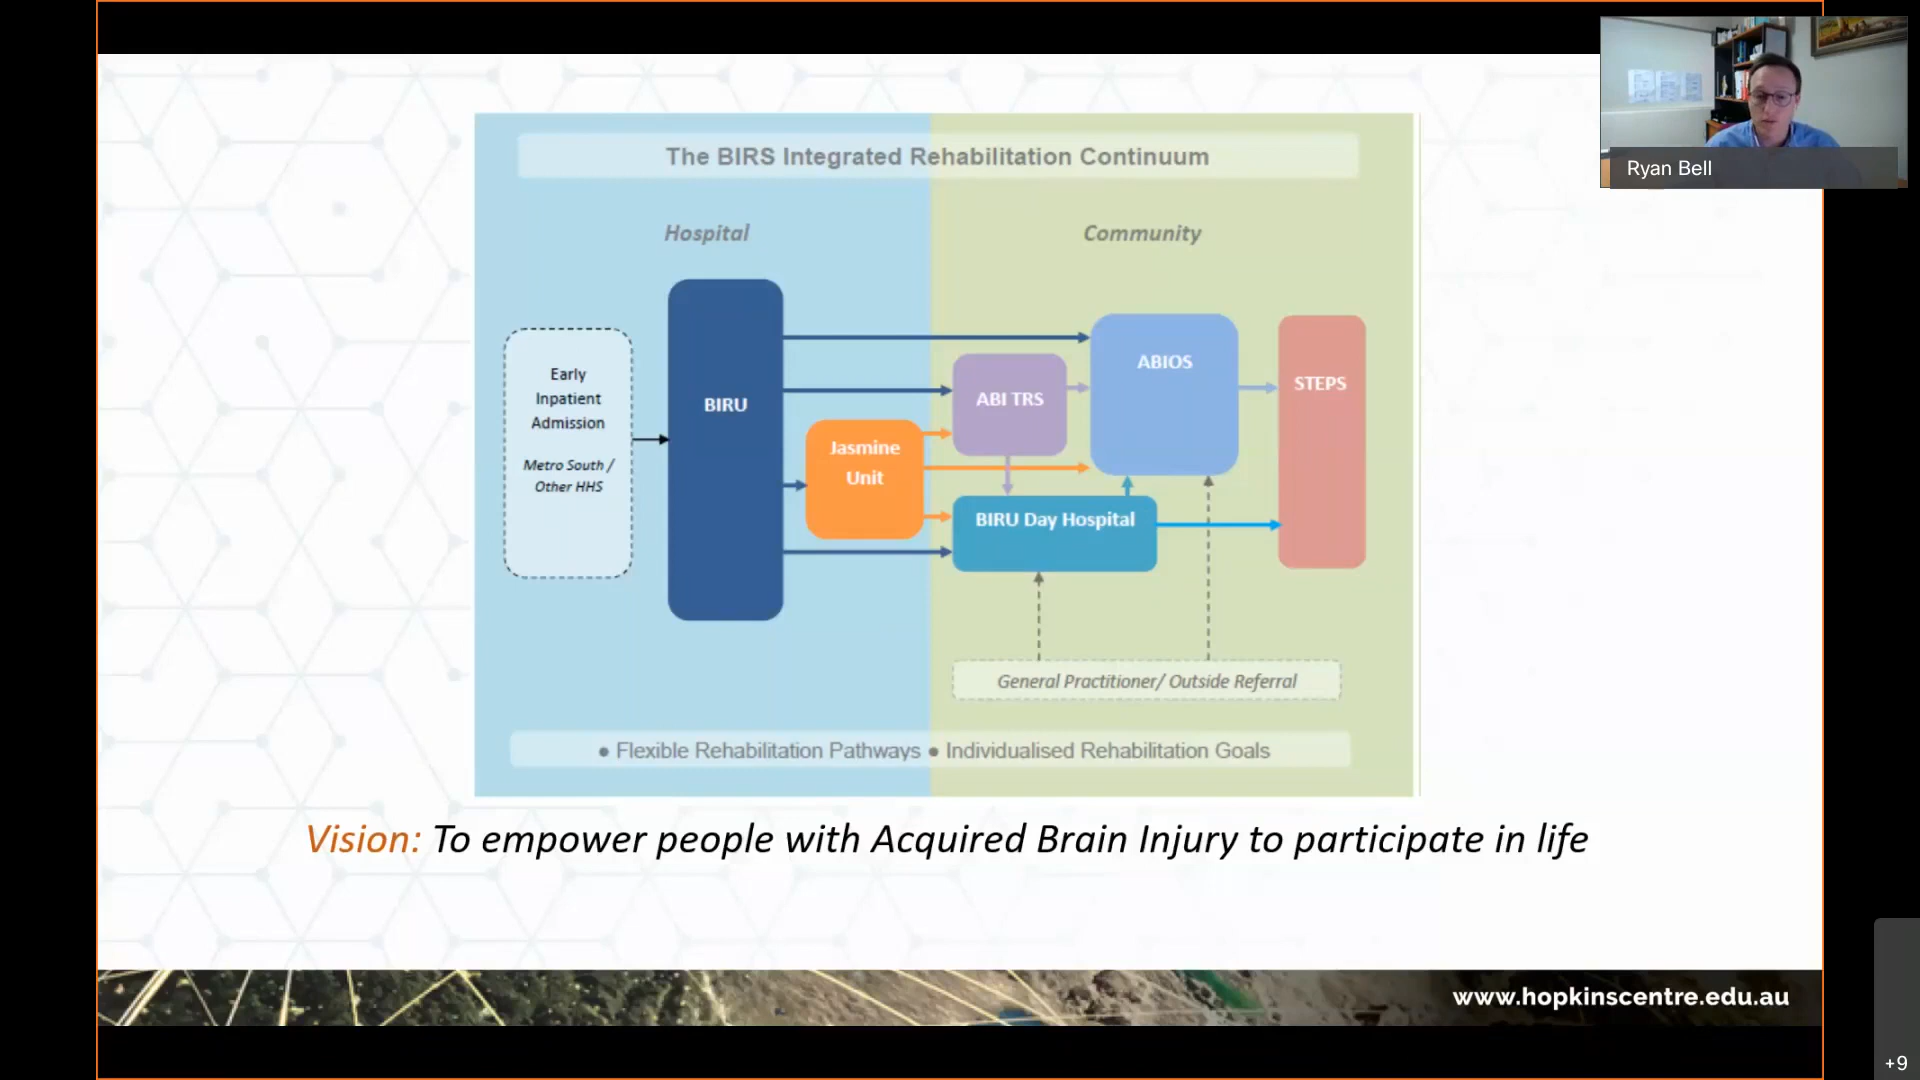 Ryan Bell
The BIRS Integrated Rehabilitation Continuum
Hospital
Community
Early
Inpatient
Admission
Metro South /
Other HHS
BIRU
Jasmine
Unit
ABI TRS
ABIOS
STEPS
BIRU Day Hospital
General Practitioner/ Outside Referral
● Flexible Rehabilitation Pathways ● Individualised Rehabilitation Goals
Vision: To empower people with Acquired Brain Injury to participate in life
www.hopkinscentre.edu.au
+9